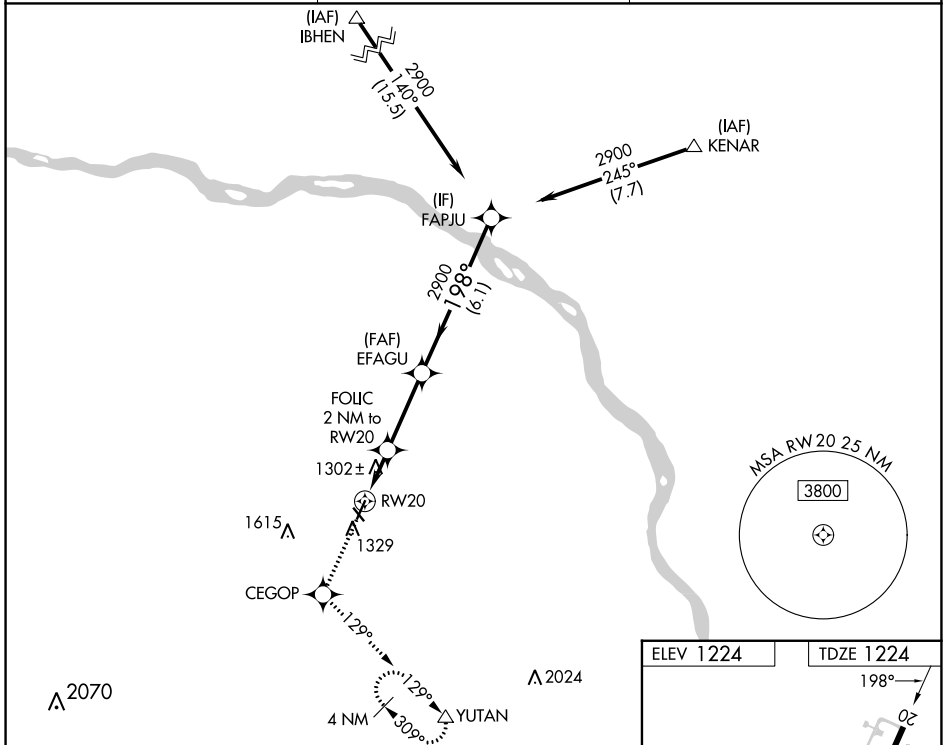 (IAF)
IBHEN
2900
140°
(15.5)
(IAF)
KENAR
2900
245°
(7.7)
(IF)
FAPJU
2900
198°
(6.1)
(FAF)
EFAGU
FOLIC
2 NM to
RW20
1302±
RW20
1615
1329
MSA RW20 25 NM
3800
CEGOP
129°
129°
309°
4 NM
YUTAN
2024
2070
ELEV 1224
TDZE 1224
198°
20